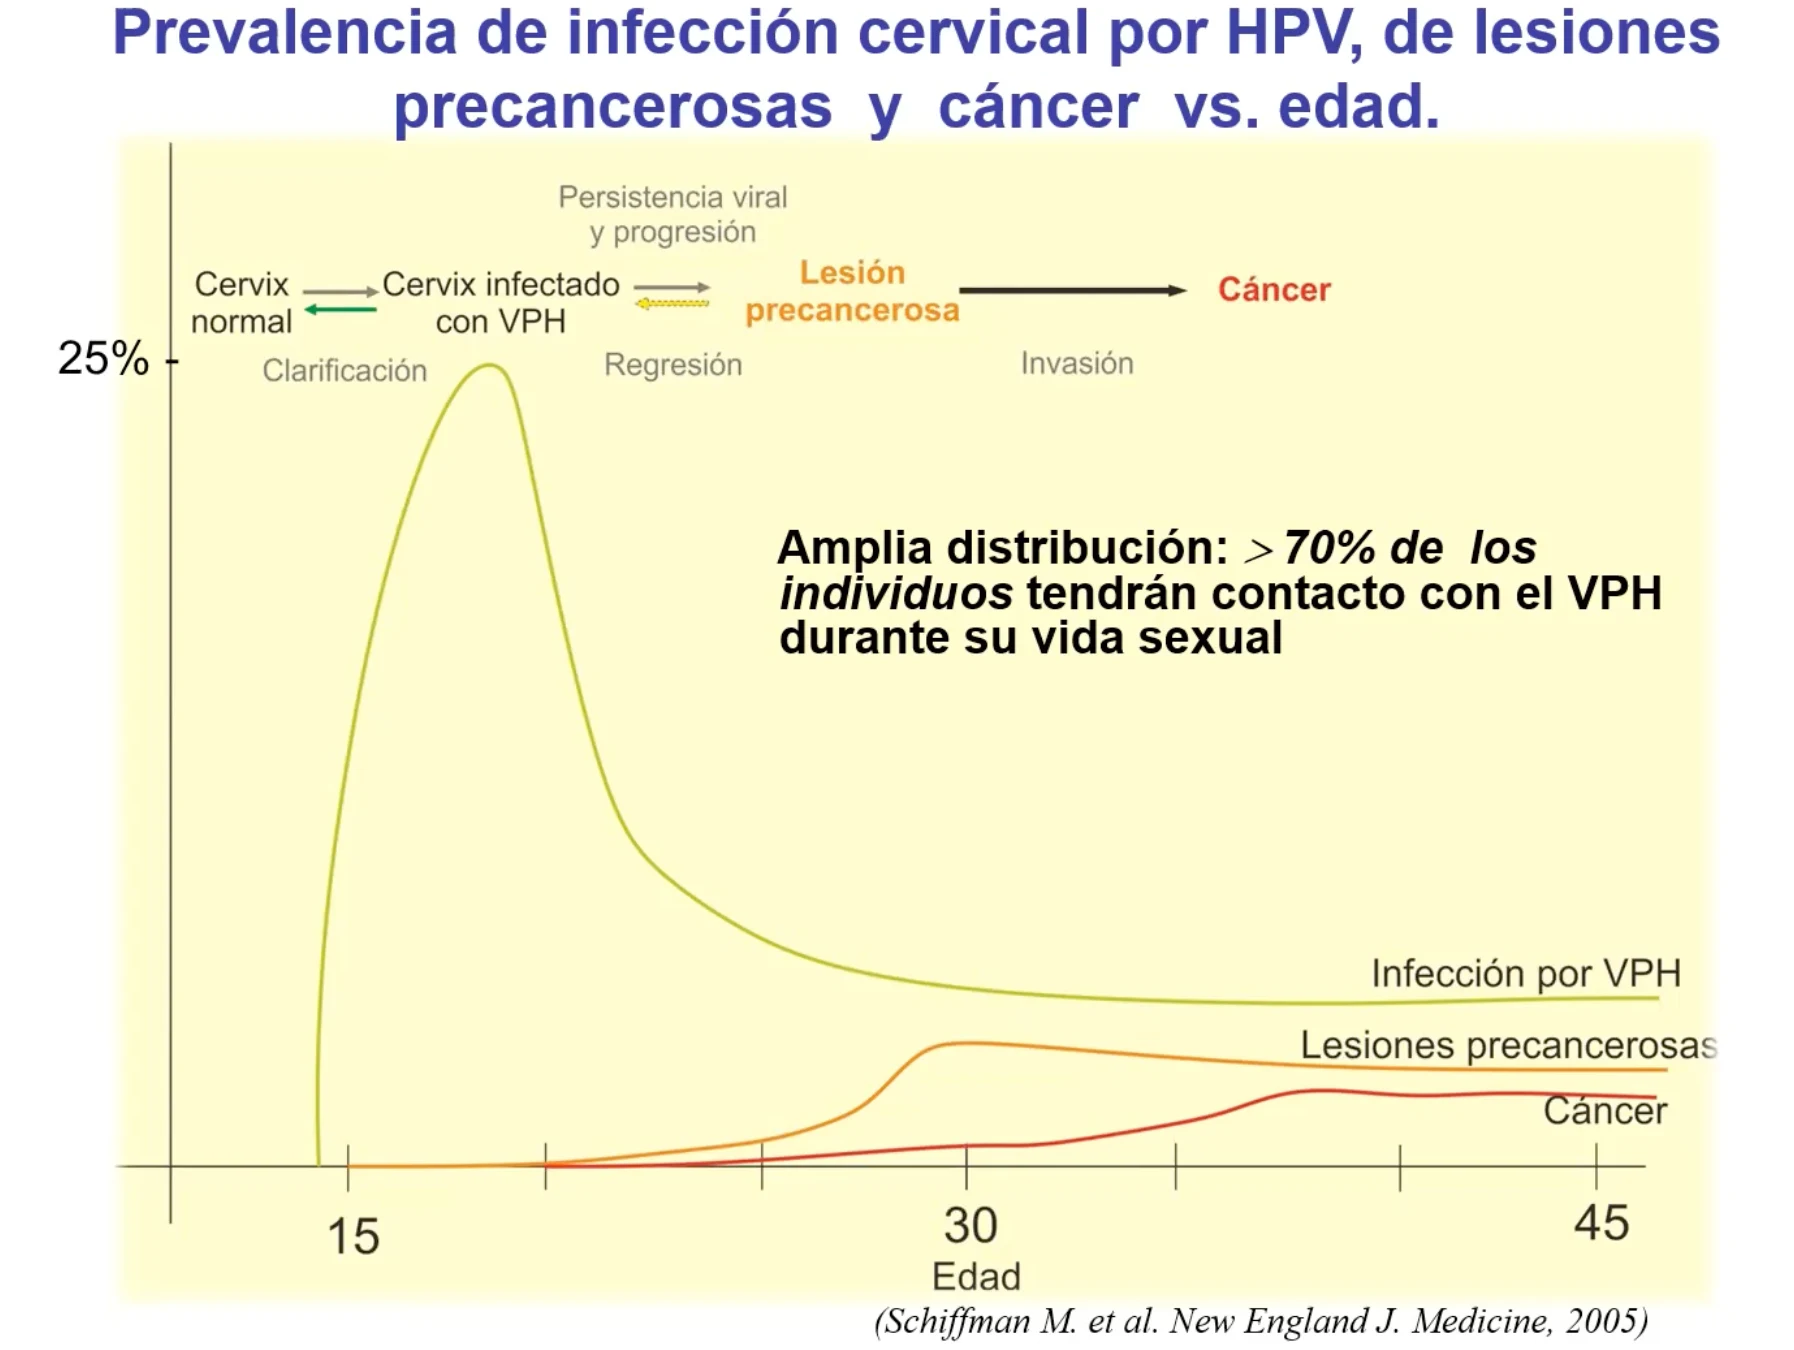 Prevalencia de infección cervical por HPV, de lesiones
precancerosas y cáncer vs. edad.
Persistencia viral
y progresión
Cervix
normal
Cervix infectado
con VPH
Lesión
precancerosa
Cáncer
25% -
Clarificación
Regresión
Invasión
Amplia distribución: > 70% de los
individuos tendrán contacto con el VPH
durante su vida sexual
Infección por VPH
Lesiones precancerosas
Cáncer
15
30
45
Edad
(Schiffman M. et al. New England J. Medicine, 2005)